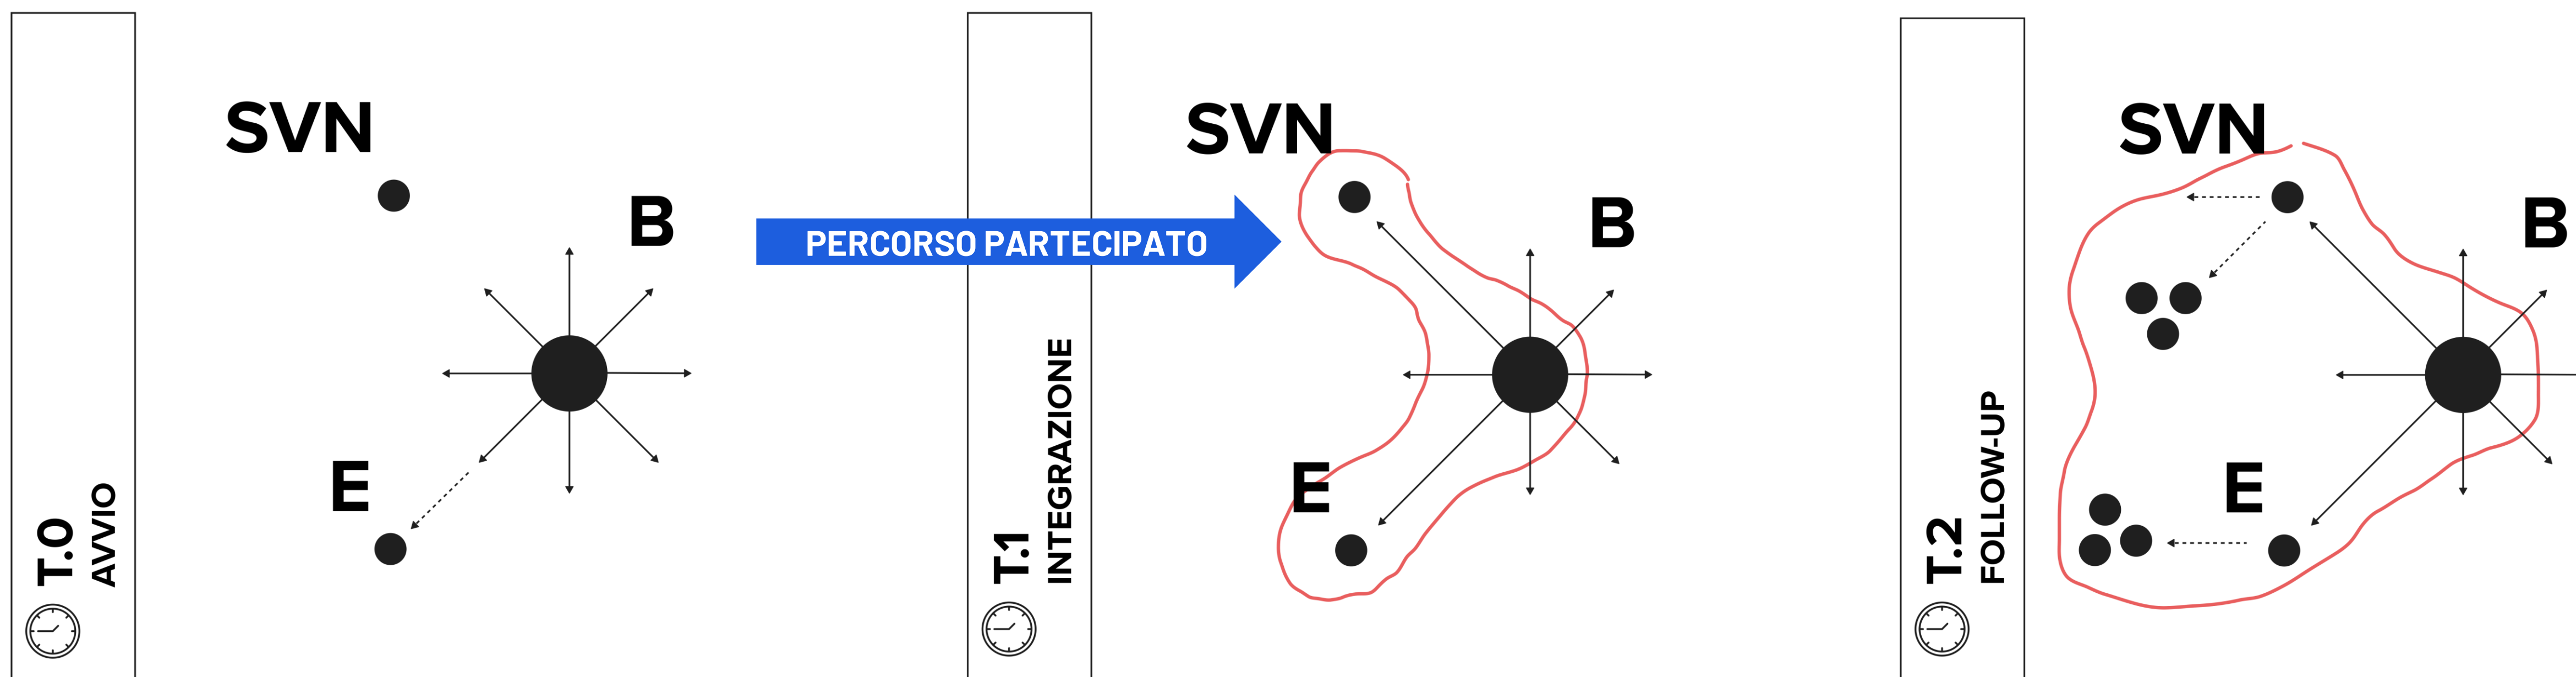 T.0
AVVIO
SVN
B
E
PERCORSO PARTECIPATO
T.1
INTEGRAZIONE
SVN
B
E
T.2
FOLLOW-UP
SVN
B
E